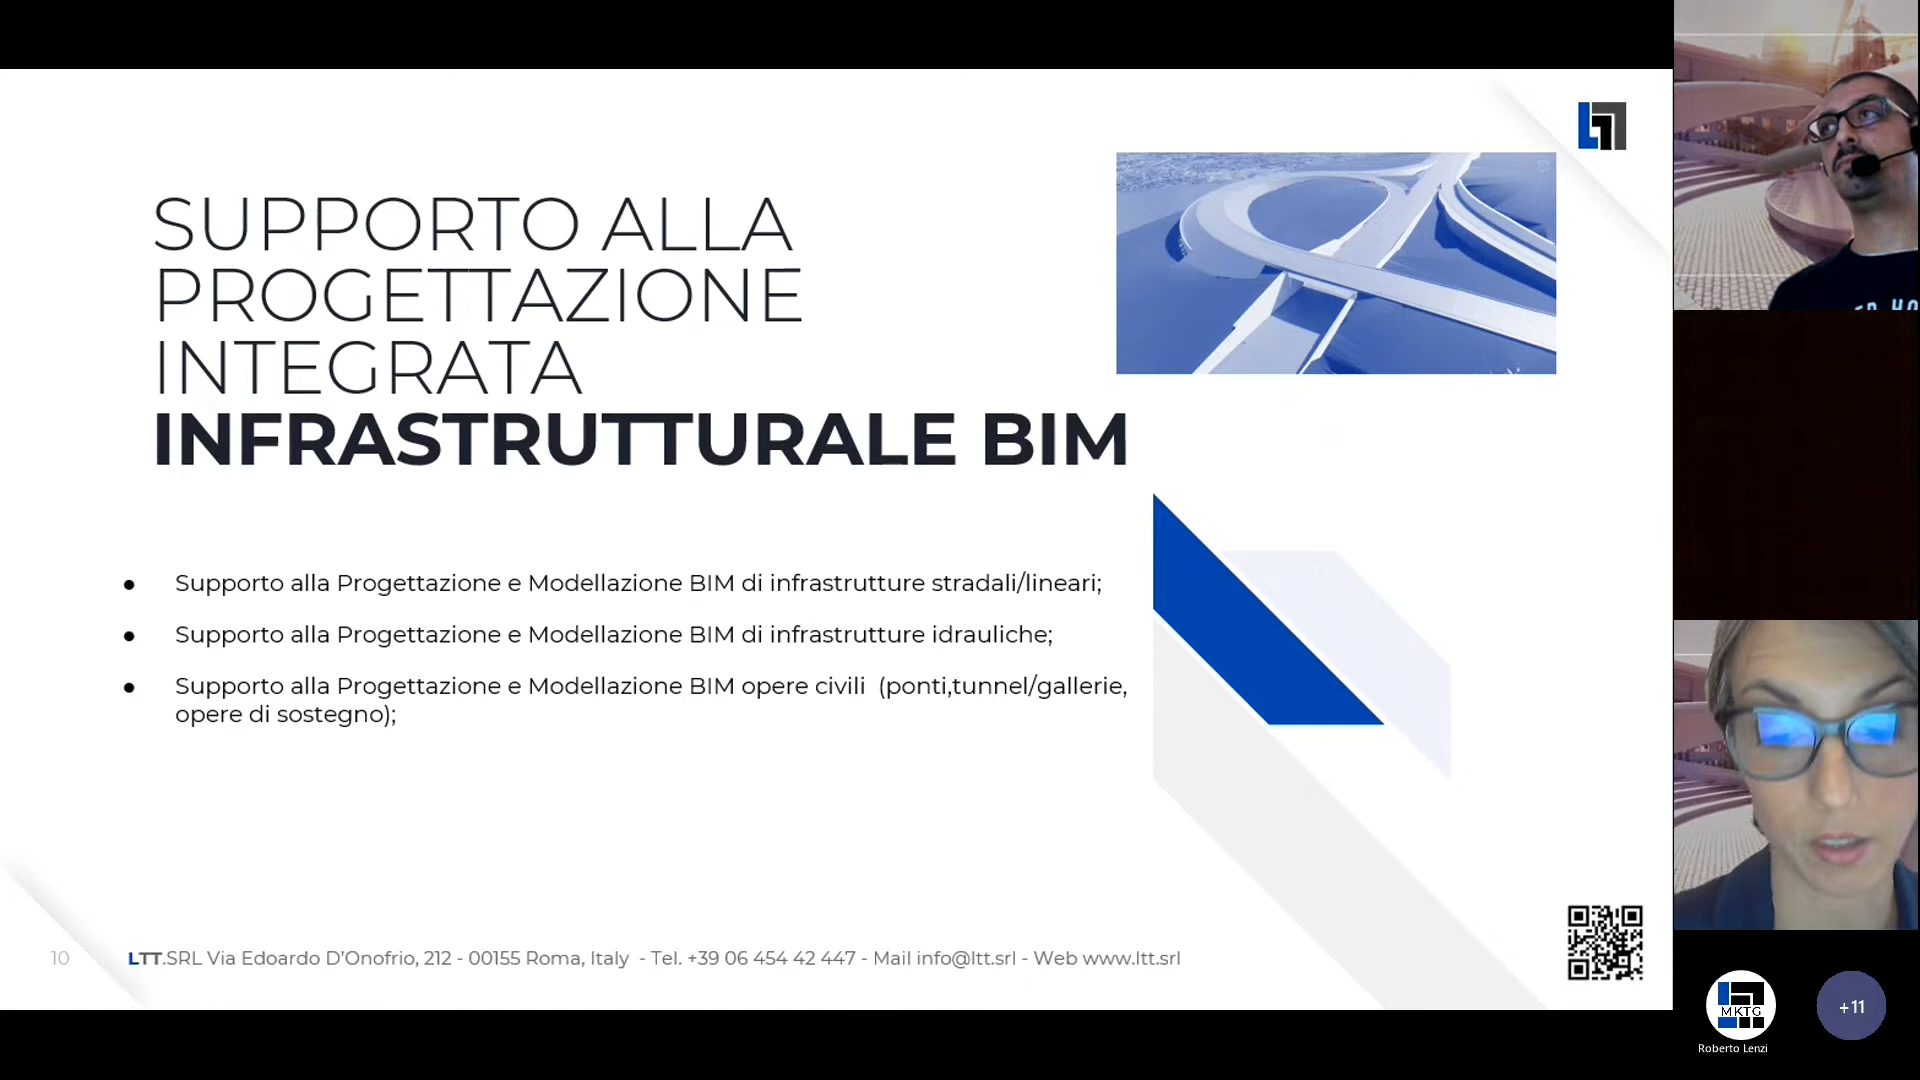 SUPPORTO ALLA
PROGETTAZIONE
INTEGRATA
INFRASTRUTTURALE BIM
● Supporto alla Progettazione e Modellazione BIM di infrastrutture stradali/lineari;
● Supporto alla Progettazione e Modellazione BIM di infrastrutture idrauliche;
● Supporto alla Progettazione e Modellazione BIM opere civili (ponti,tunnel/gallerie,
opere di sostegno);
10
LTT.SRL Via Edoardo D’Onofrio, 212 - 00155 Roma, Italy - Tel. +39 06 454 42 447 - Mail info@ltt.srl - Web www.ltt.srl
MKTG
Roberto Lenzi
+11